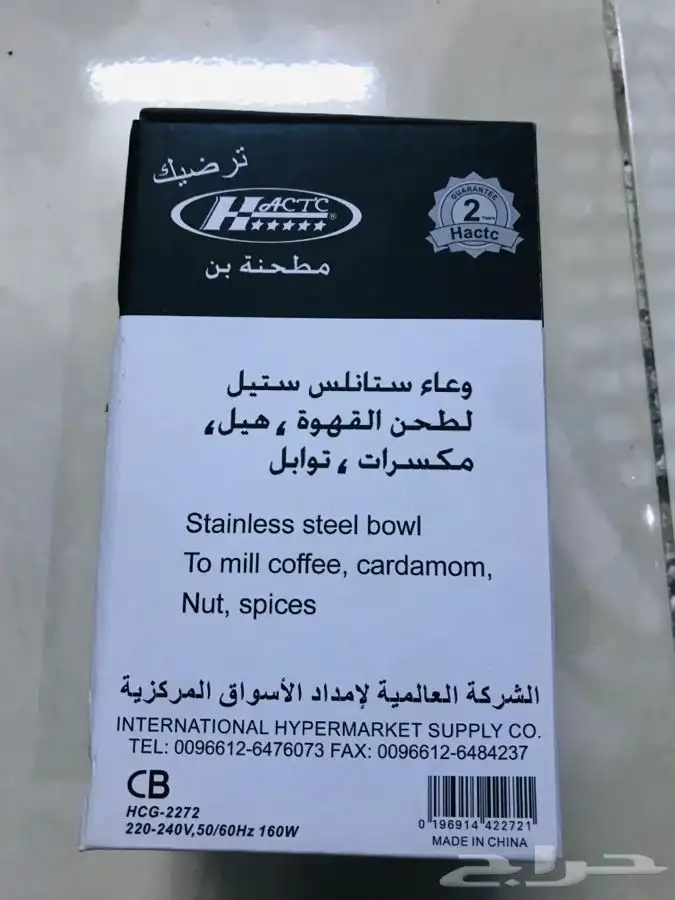 ترضيك
HACTC ®
GUARANTEE
2 Years
Hactc
مطحنة بن
وعاء ستانلس ستيل
لطحن القهوة ، هيل،
مكسرات ، توابل
Stainless steel bowl
To mill coffee, cardamom,
Nut, spices
الشركة العالمية لإمداد الأسواق المركزية
INTERNATIONAL HYPERMARKET SUPPLY CO.
TEL: 0096612-6476073 FAX: 0096612-6484237
CB
HCG-2272
220-240V,50/60Hz 160W
0 196914 422721
MADE IN CHINA
حراج